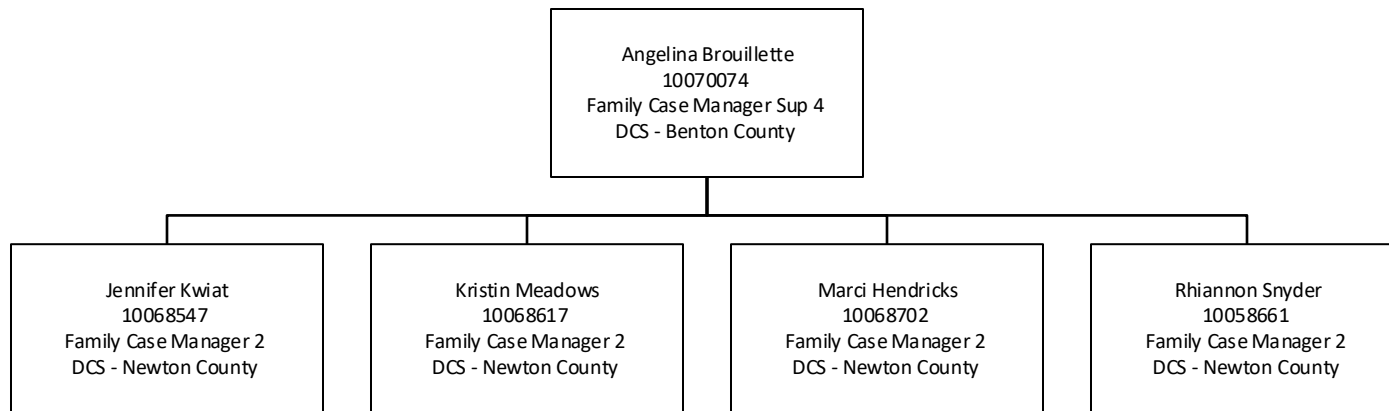 Angelina Brouillette
10070074
Family Case Manager Sup 4
DCS - Benton County
Jennifer Kwiat
10068547
Family Case Manager 2
DCS - Newton County
Kristin Meadows
10068617
Family Case Manager 2
DCS - Newton County
Marci Hendricks
10068702
Family Case Manager 2
DCS - Newton County
Rhiannon Snyder
10058661
Family Case Manager 2
DCS - Newton County